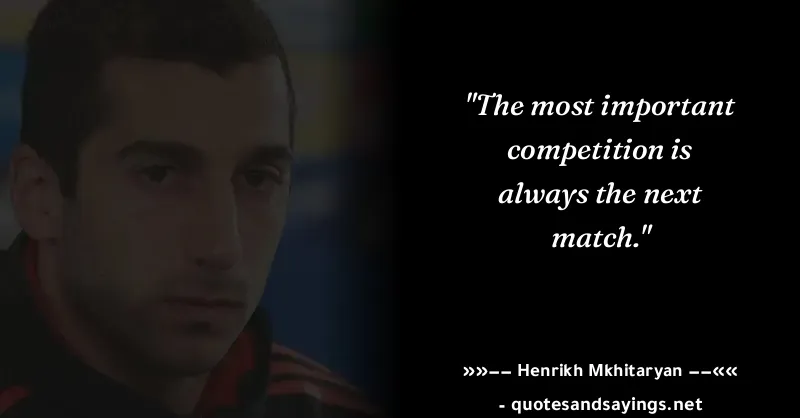 "The most important
competition is
always the next
match."
»»−− Henrikh Mkhitaryan −−««
- quotesandsayings.net